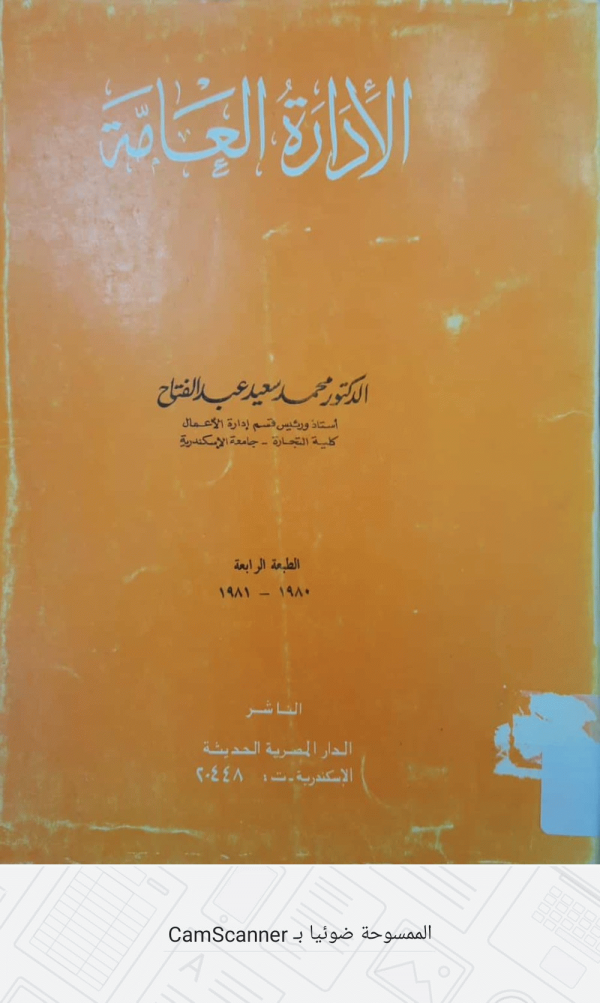 الإدارة العامة
الدكتور محمد سعيد عبد الفتاح
أستاذ ورئيس قسم إدارة الأعمال
كلية التجارة - جامعة الإسكندرية
الطبعة الرابعة
١٩٨٠ - ١٩٨١
الناشر
الدار المصرية الحديثة
الإسكندرية - ت : ٢٠٤٤٨
الممسوحة ضوئيا بـ CamScanner